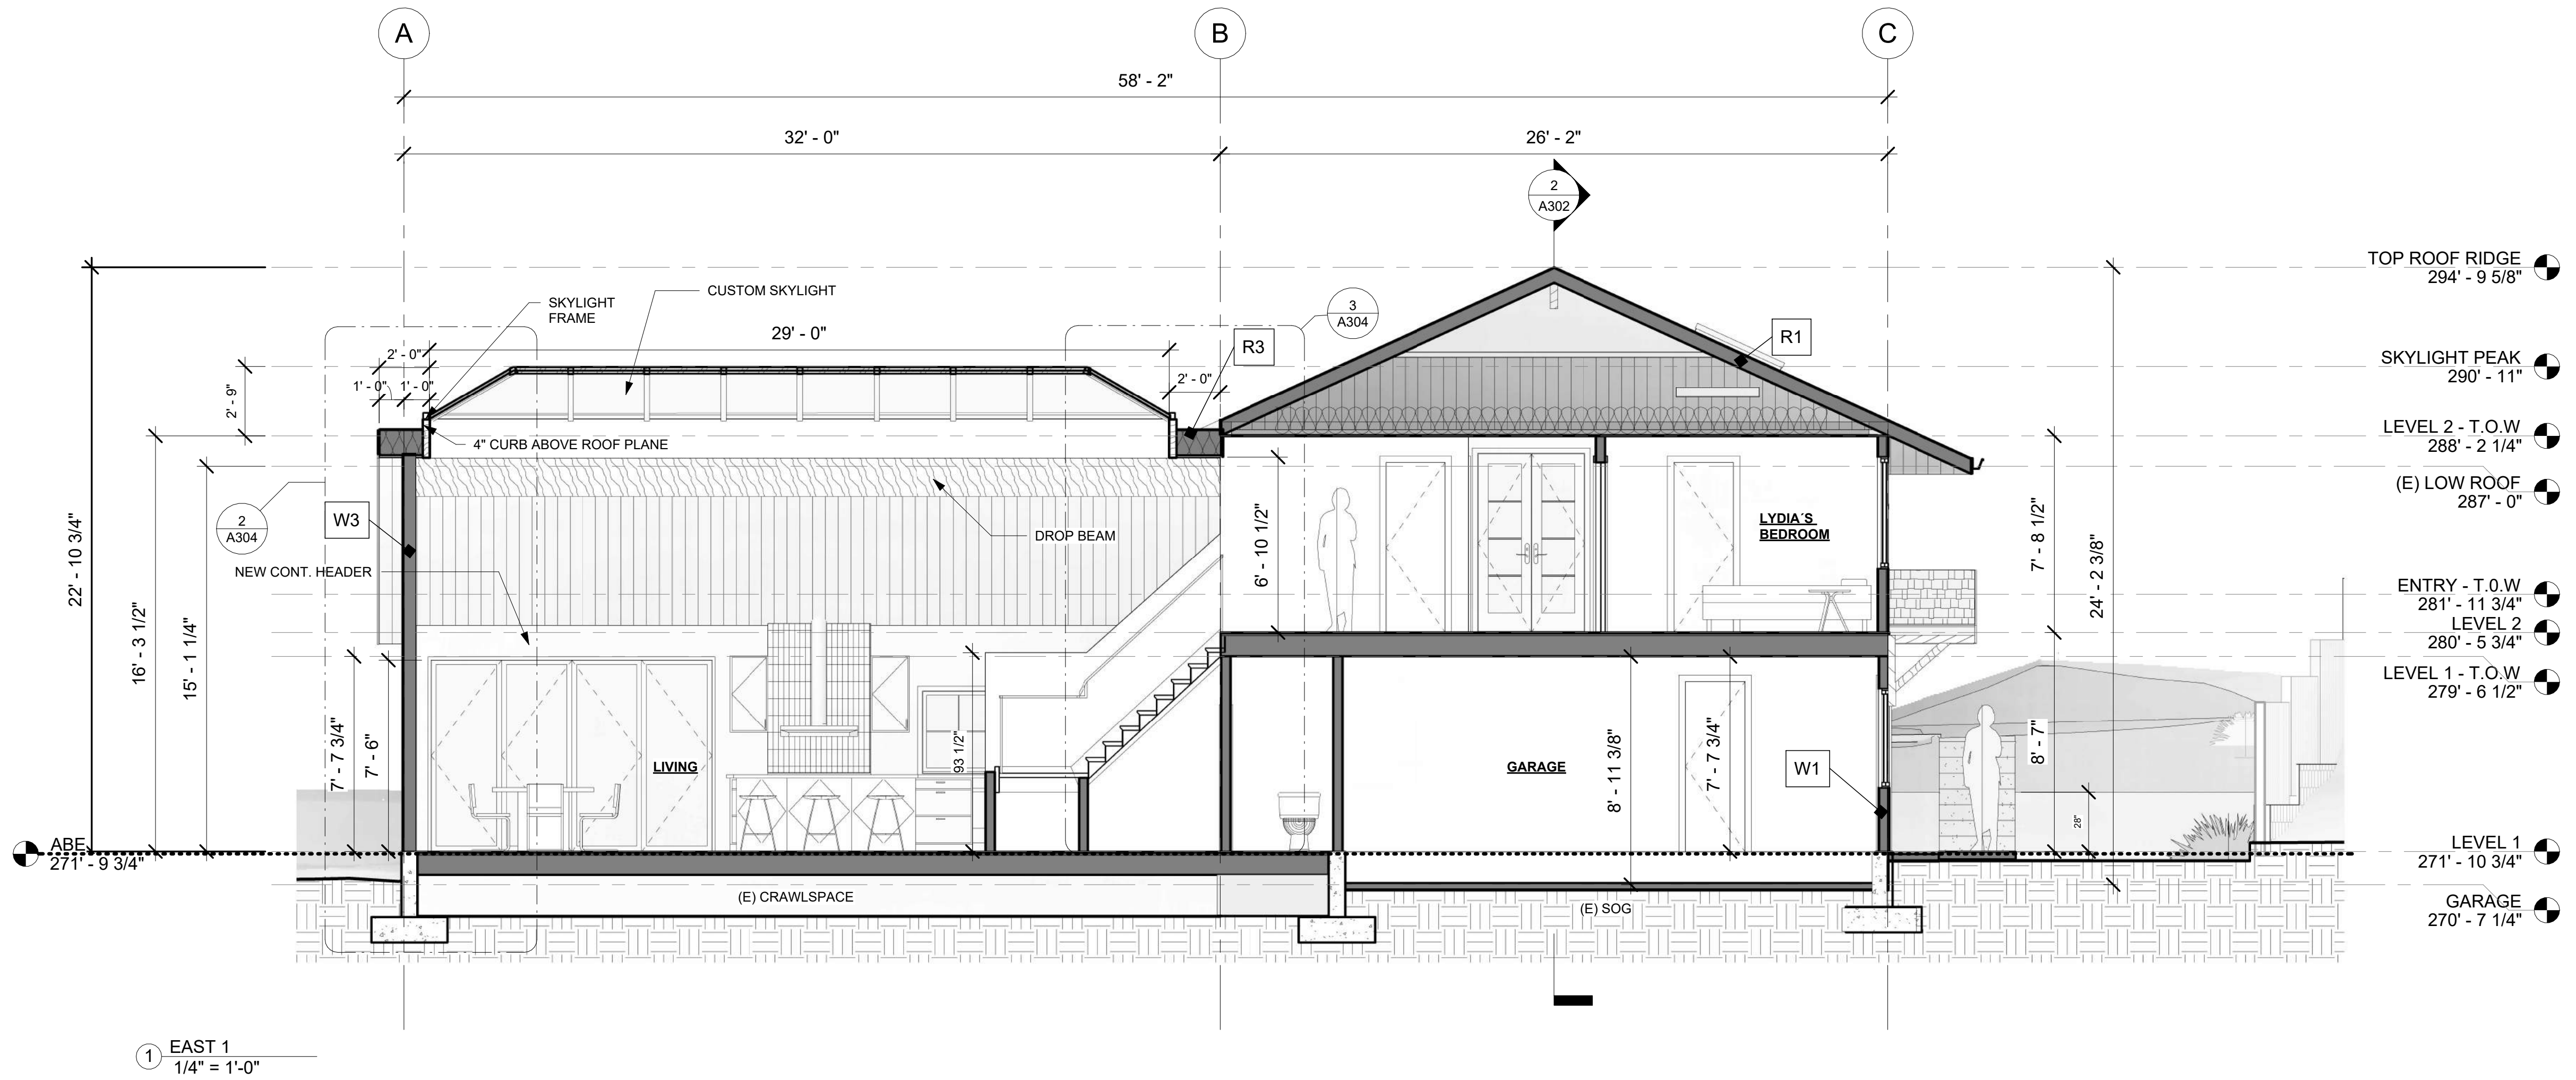 A
B
C
58' - 2"
32' - 0"
26' - 2"
2
A302
TOP ROOF RIDGE
294' - 9 5/8"
SKYLIGHT PEAK
290' - 11"
LEVEL 2 - T.O.W
288' - 2 1/4"
(E) LOW ROOF
287' - 0"
ENTRY - T.0.W
281' - 11 3/4"
LEVEL 2
280' - 5 3/4"
LEVEL 1 - T.O.W
279' - 6 1/2"
LEVEL 1
271' - 10 3/4"
GARAGE
270' - 7 1/4"
SKYLIGHT
FRAME
CUSTOM SKYLIGHT
3
A304
29' - 0"
R3
R1
2' - 0"
1' - 0"
1' - 0"
2' - 0"
2' - 9"
4" CURB ABOVE ROOF PLANE
2
A304
W3
DROP BEAM
NEW CONT. HEADER
LYDIA´S
BEDROOM
22' - 10 3/4"
16' - 3 1/2"
15' - 1 1/4"
7' - 7 3/4"
7' - 6"
93 1/2"
6' - 10 1/2"
8' - 11 3/8"
7' - 7 3/4"
7' - 8 1/2"
8' - 7"
24' - 2 3/8"
28"
LIVING
GARAGE
W1
ABE
271' - 9 3/4"
(E) CRAWLSPACE
(E) SOG
1
EAST 1
1/4" = 1'-0"